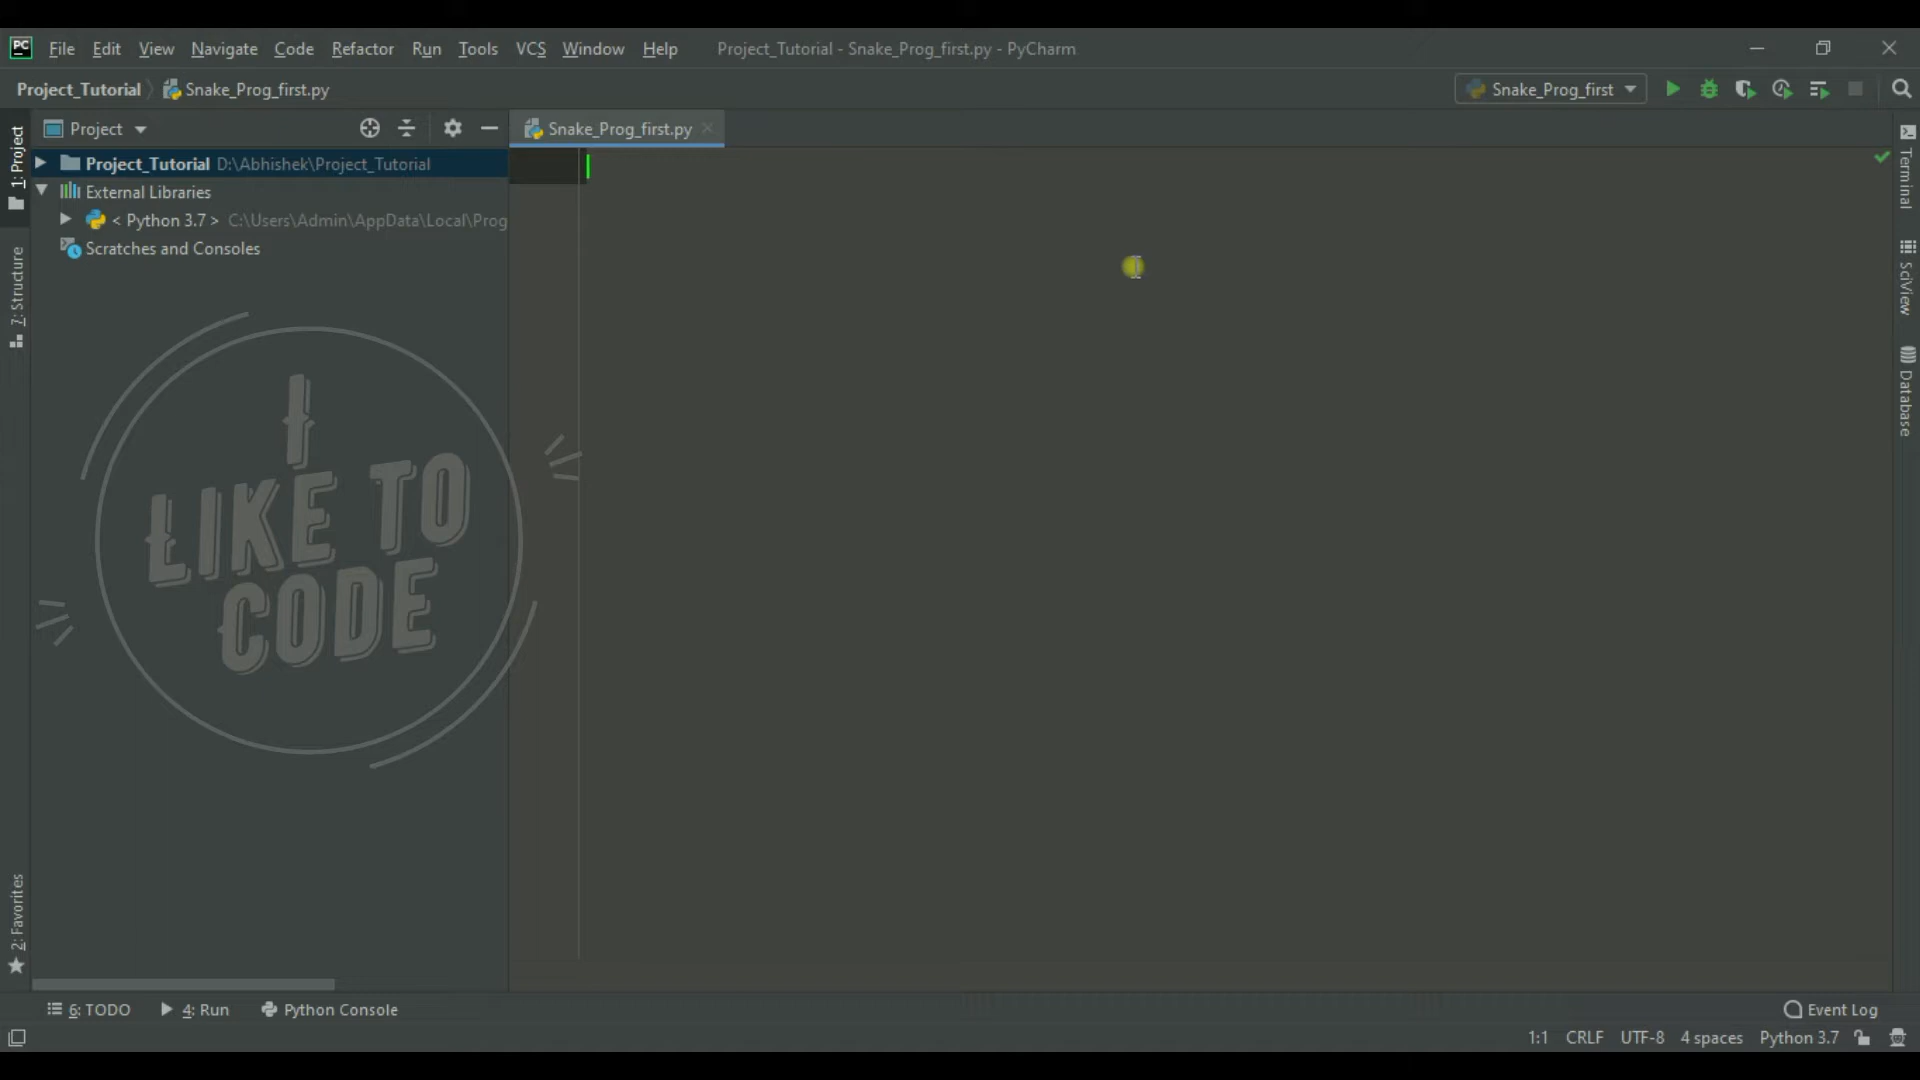 PC File Edit View Navigate Code Refactor Run Tools VCS Window Help Project_Tutorial - Snake_Prog_first.py - PyCharm
Project_Tutorial Snake_Prog_first.py Snake_Prog_first
Project Snake_Prog_first.py
Project_Tutorial D:\Abhishek\Project_Tutorial
External Libraries
< Python 3.7 > C:\Users\Admin\AppData\Local\Prog
Scratches and Consoles
1: Project
7: Structure
2: Favorites
I
LIKE TO
CODE
Terminal
SciView
Database
6: TODO 4: Run Python Console Event Log
1:1 CRLF UTF-8 4 spaces Python 3.7